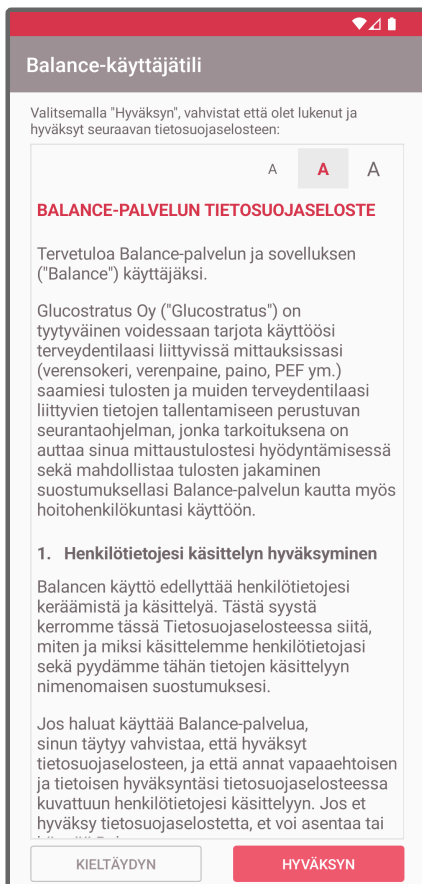 Balance-käyttäjätili
Valitsemalla "Hyväksyn", vahvistat että olet lukenut ja
hyväksyt seuraavan tietosuojaselosteen:
A A A
BALANCE-PALVELUN TIETOSUOJASELOSTE
Tervetuloa Balance-palvelun ja sovelluksen
("Balance") käyttäjäksi.
Glucostratus Oy ("Glucostratus") on
tyytyväinen voidessaan tarjota käyttöösi
terveydentilaasi liittyvissä mittauksissasi
(verensokeri, verenpaine, paino, PEF ym.)
saamiesi tulosten ja muiden terveydentilaasi
liittyvien tietojen tallentamiseen perustuvan
seurantaohjelman, jonka tarkoituksena on
auttaa sinua mittaustulostesi hyödyntämisessä
sekä mahdollistaa tulosten jakaminen
suostumuksellasi Balance-palvelun kautta myös
hoitohenkilökuntasi käyttöön.
1. Henkilötietojesi käsittelyn hyväksyminen
Balancen käyttö edellyttää henkilötietojesi
keräämistä ja käsittelyä. Tästä syystä
kerromme tässä Tietosuojaselosteessa siitä,
miten ja miksi käsittelemme henkilötietojasi
sekä pyydämme tähän tietojen käsittelyyn
nimenomaisen suostumuksesi.
Jos haluat käyttää Balance-palvelua,
sinun täytyy vahvistaa, että hyväksyt
tietosuojaselosteen, ja että annat vapaaehtoisen
ja tietoisen hyväksyntäsi tietosuojaselosteessa
kuvattuun henkilötietojesi käsittelyyn. Jos et
hyväksy tietosuojaselostetta, et voi asentaa tai
KIELTÄYDYN HYVÄKSYN